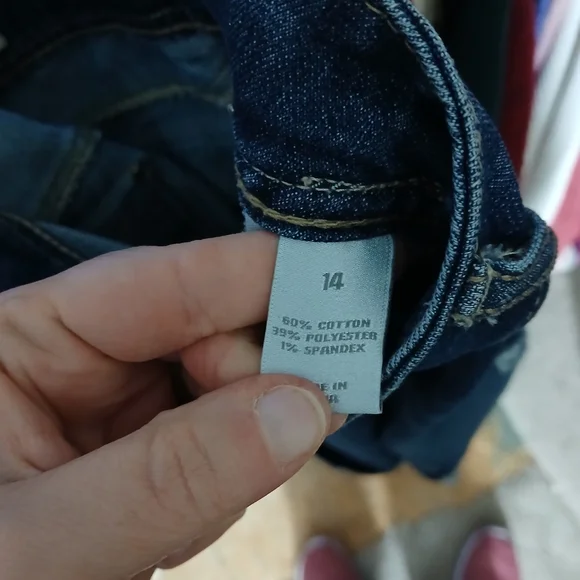 14
60% COTTON
39% POLYESTER
1% SPANDEX
IN